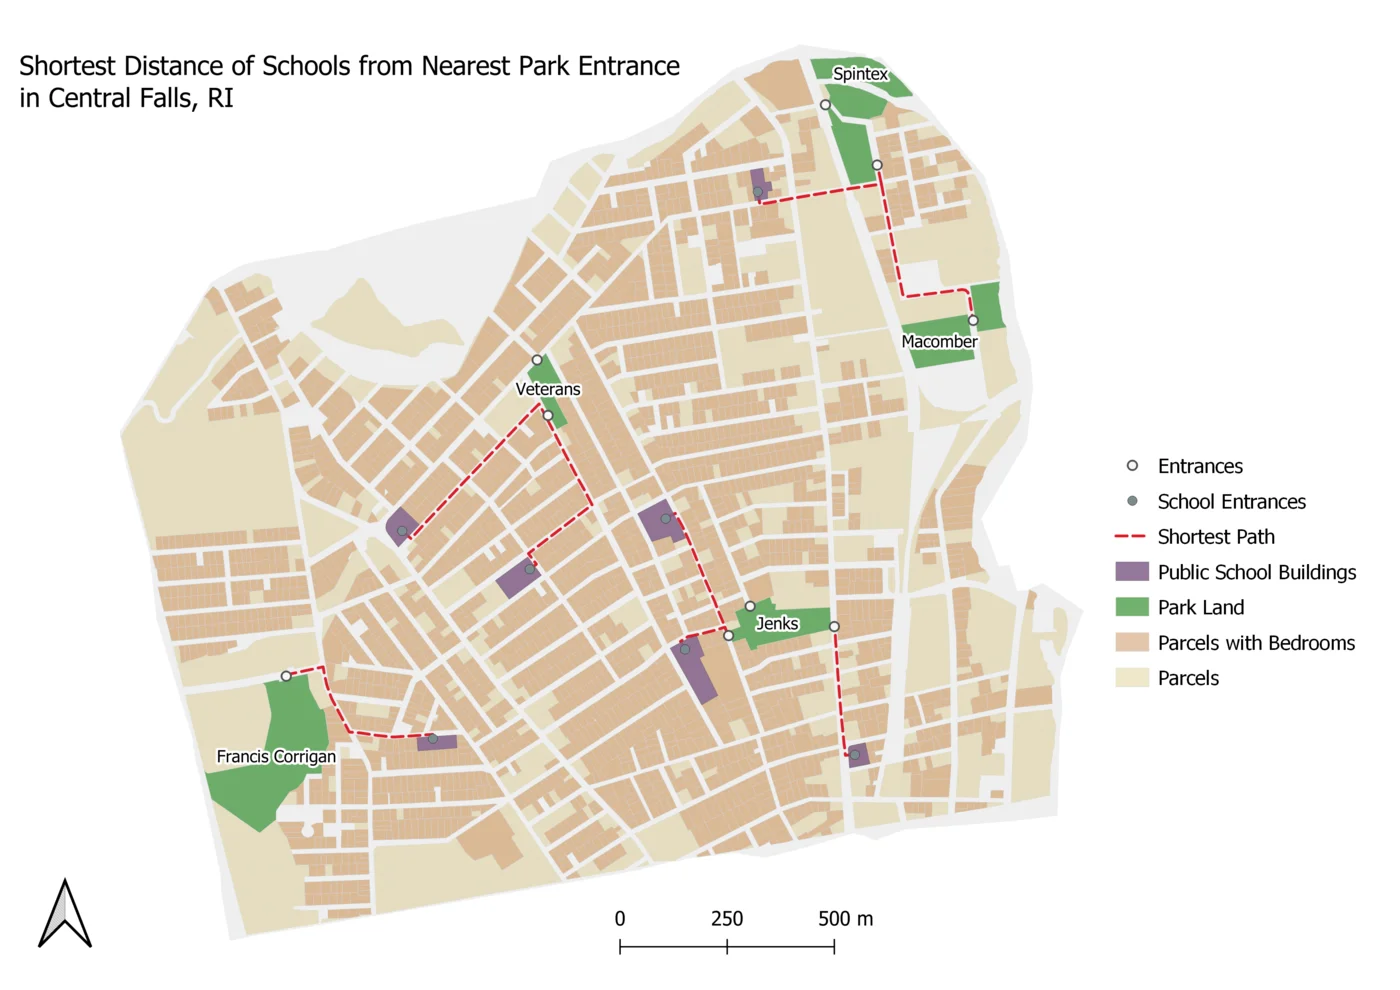 Shortest Distance of Schools from Nearest Park Entrance
in Central Falls, RI
Spintex
Macomber
Veterans
Jenks
Francis Corrigan
Entrances
School Entrances
Shortest Path
Public School Buildings
Park Land
Parcels with Bedrooms
Parcels
0 250 500 m